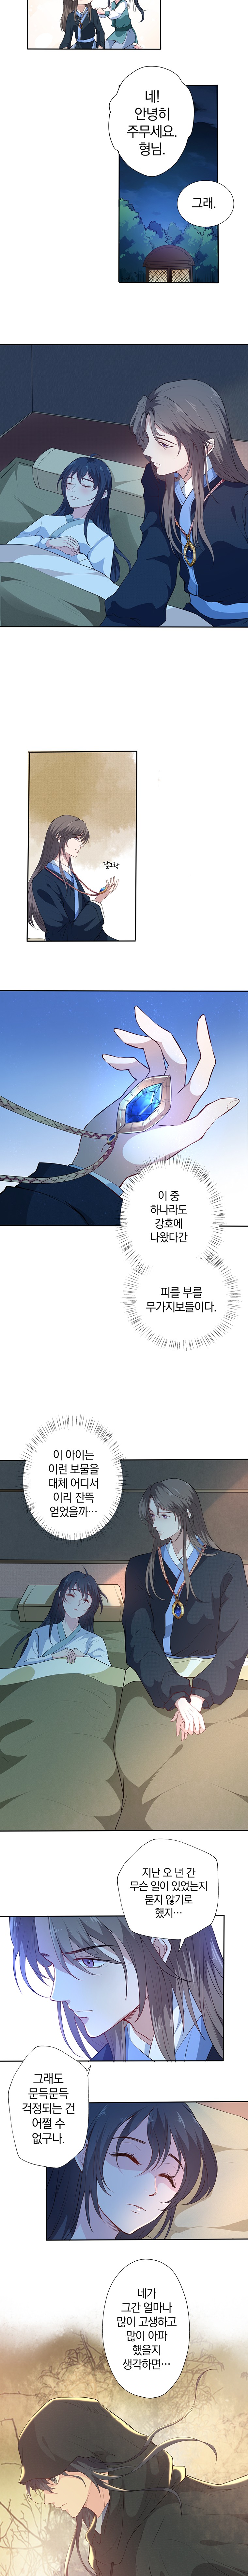 네!
안녕히
주무세요.
형님.
그래.
달그락
이 중
하나라도
강호에
나왔다간
피를 부를
무가지보들이다.
이 아이는
이런 보물을
대체 어디서
이리 잔뜩
얻었을까…
지난 오 년 간
무슨 일이 있었는지
묻지 않기로
했지…
그래도
문득문득
걱정되는 건
어쩔 수
없구나.
네가
그간 얼마나
많이 고생하고
많이 아파
했을지
생각하면…